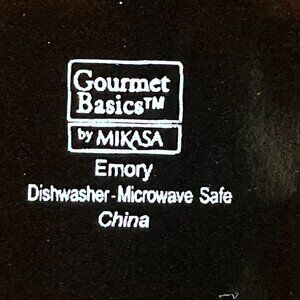 Gourmet
Basics™
by MIKASA
Emory
Dishwasher-Microwave Safe
China